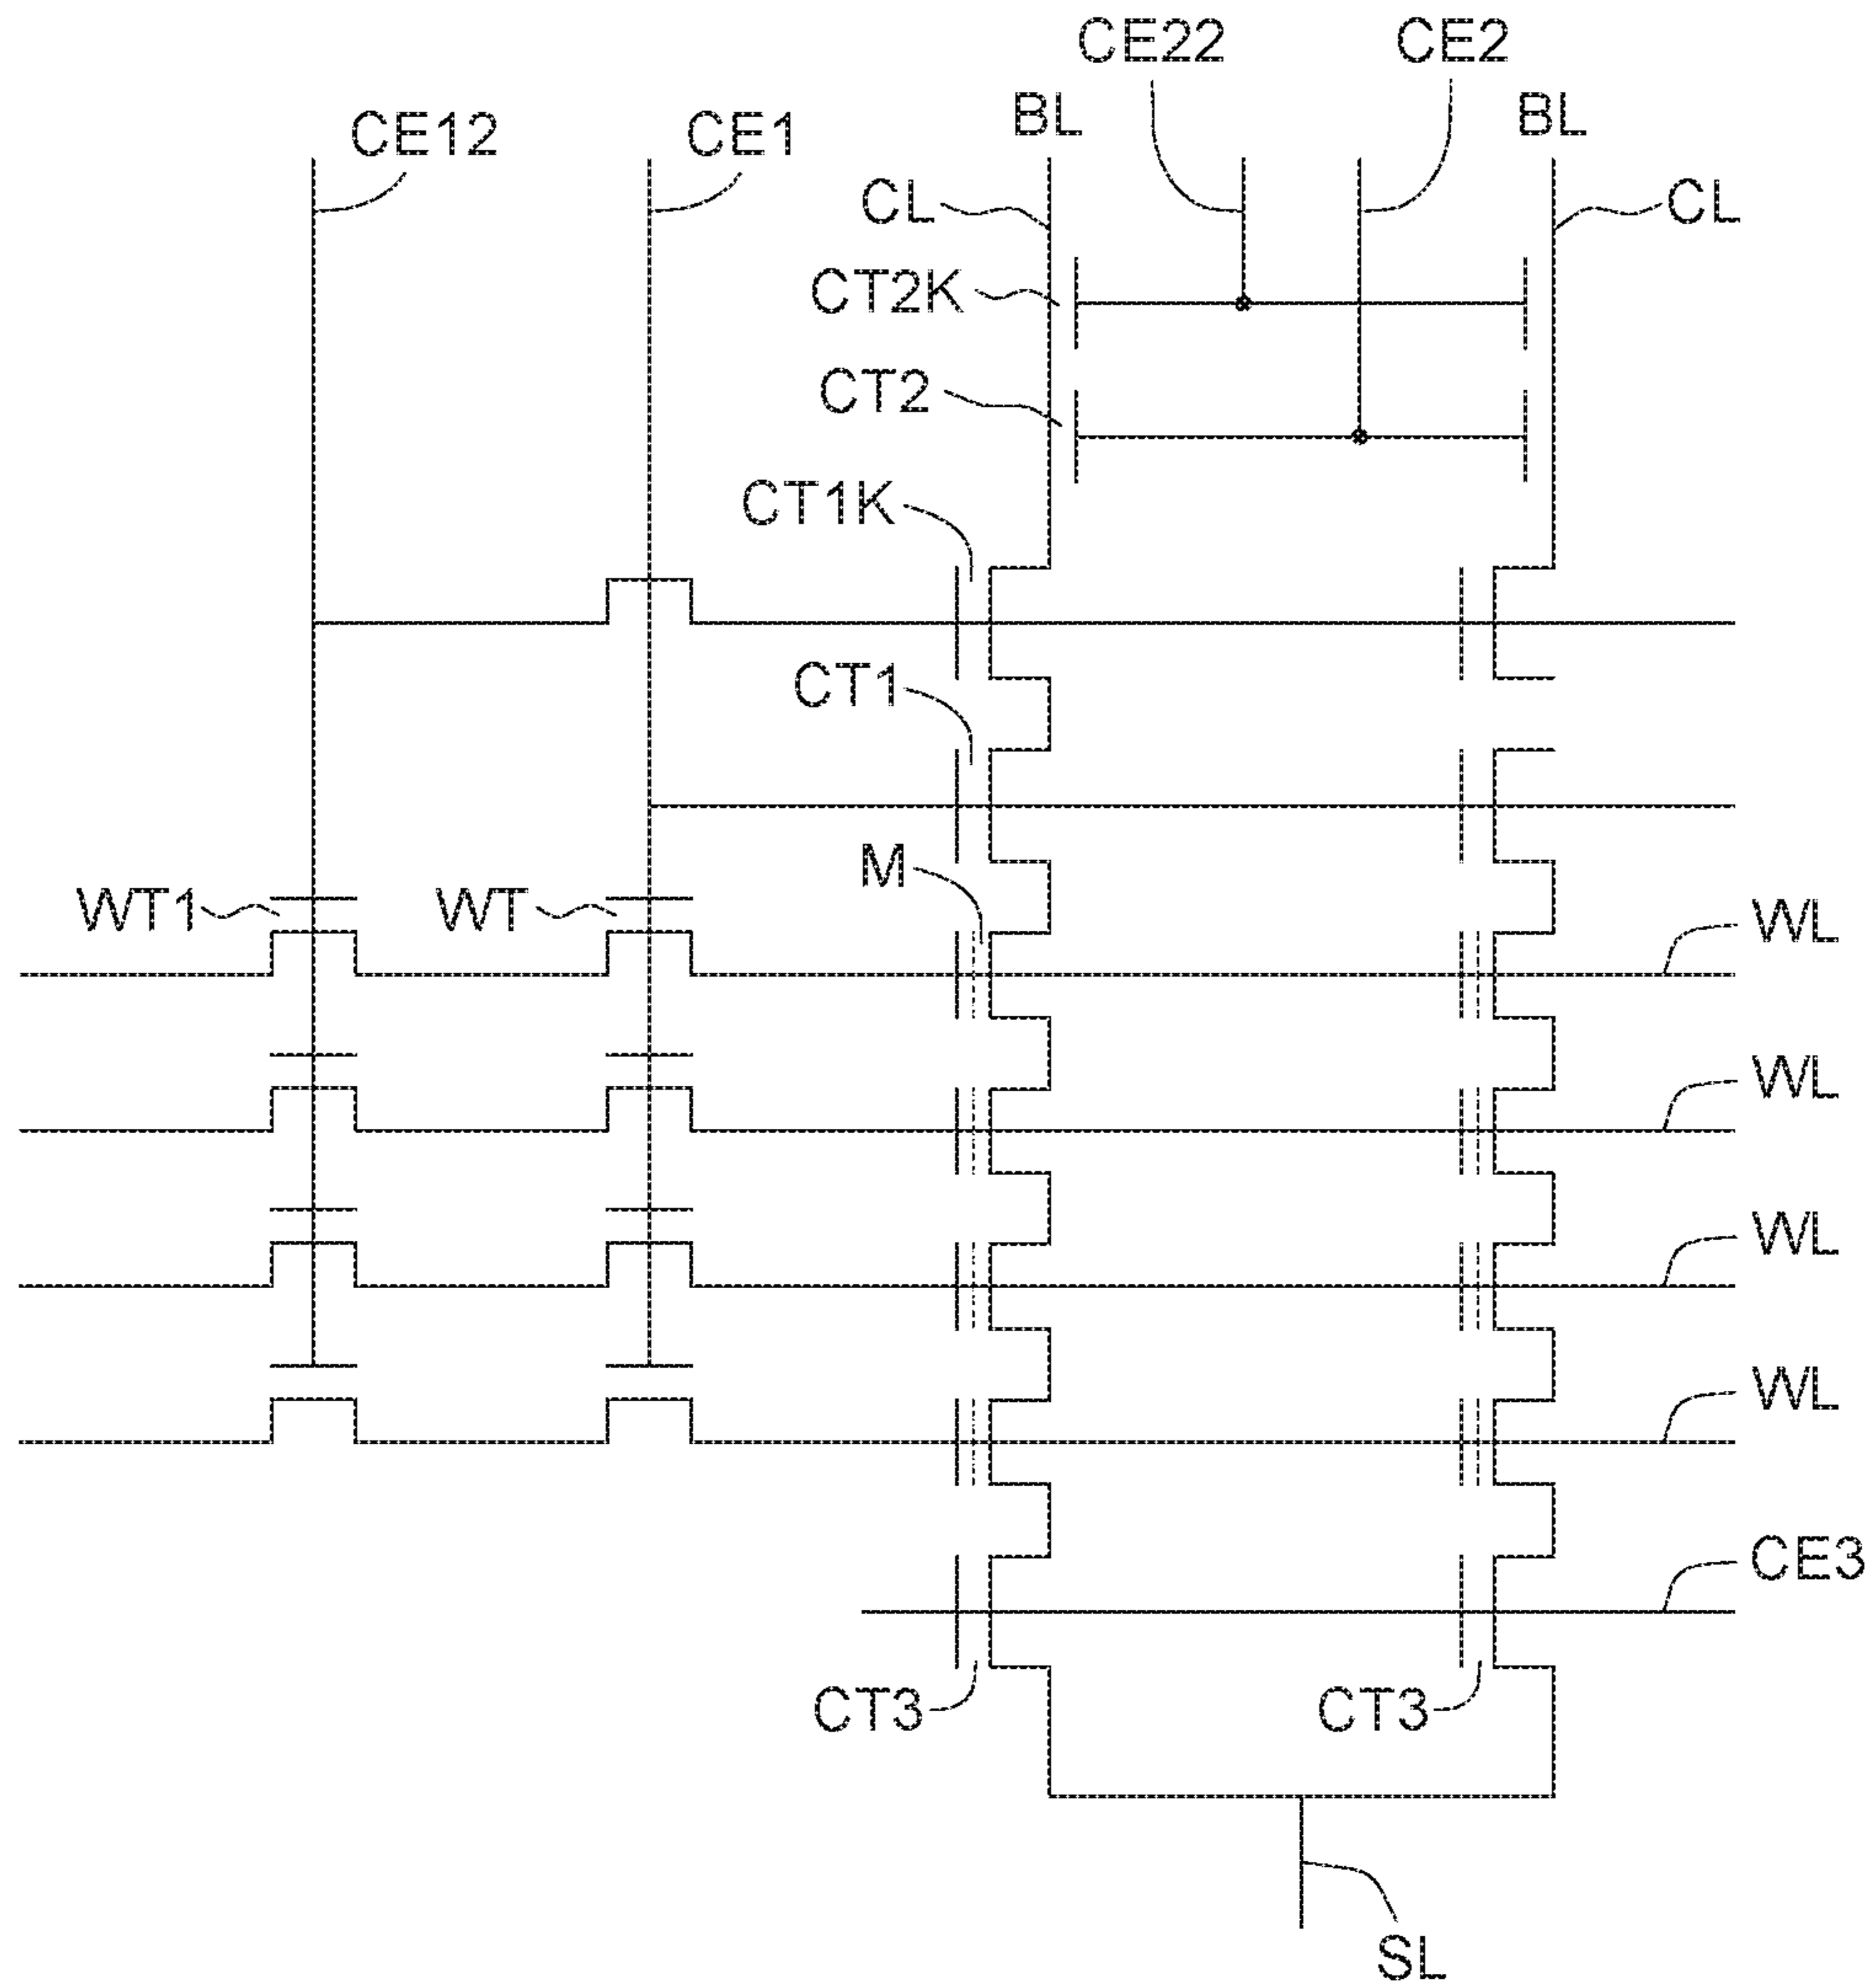 CE22 CE2
CE12 CE1 BL BL
CL CL
CT2K
CT2
CT1K
CT1
M
WT1 WT WL
WL
WL
WL
CE3
CT3 CT3
SL